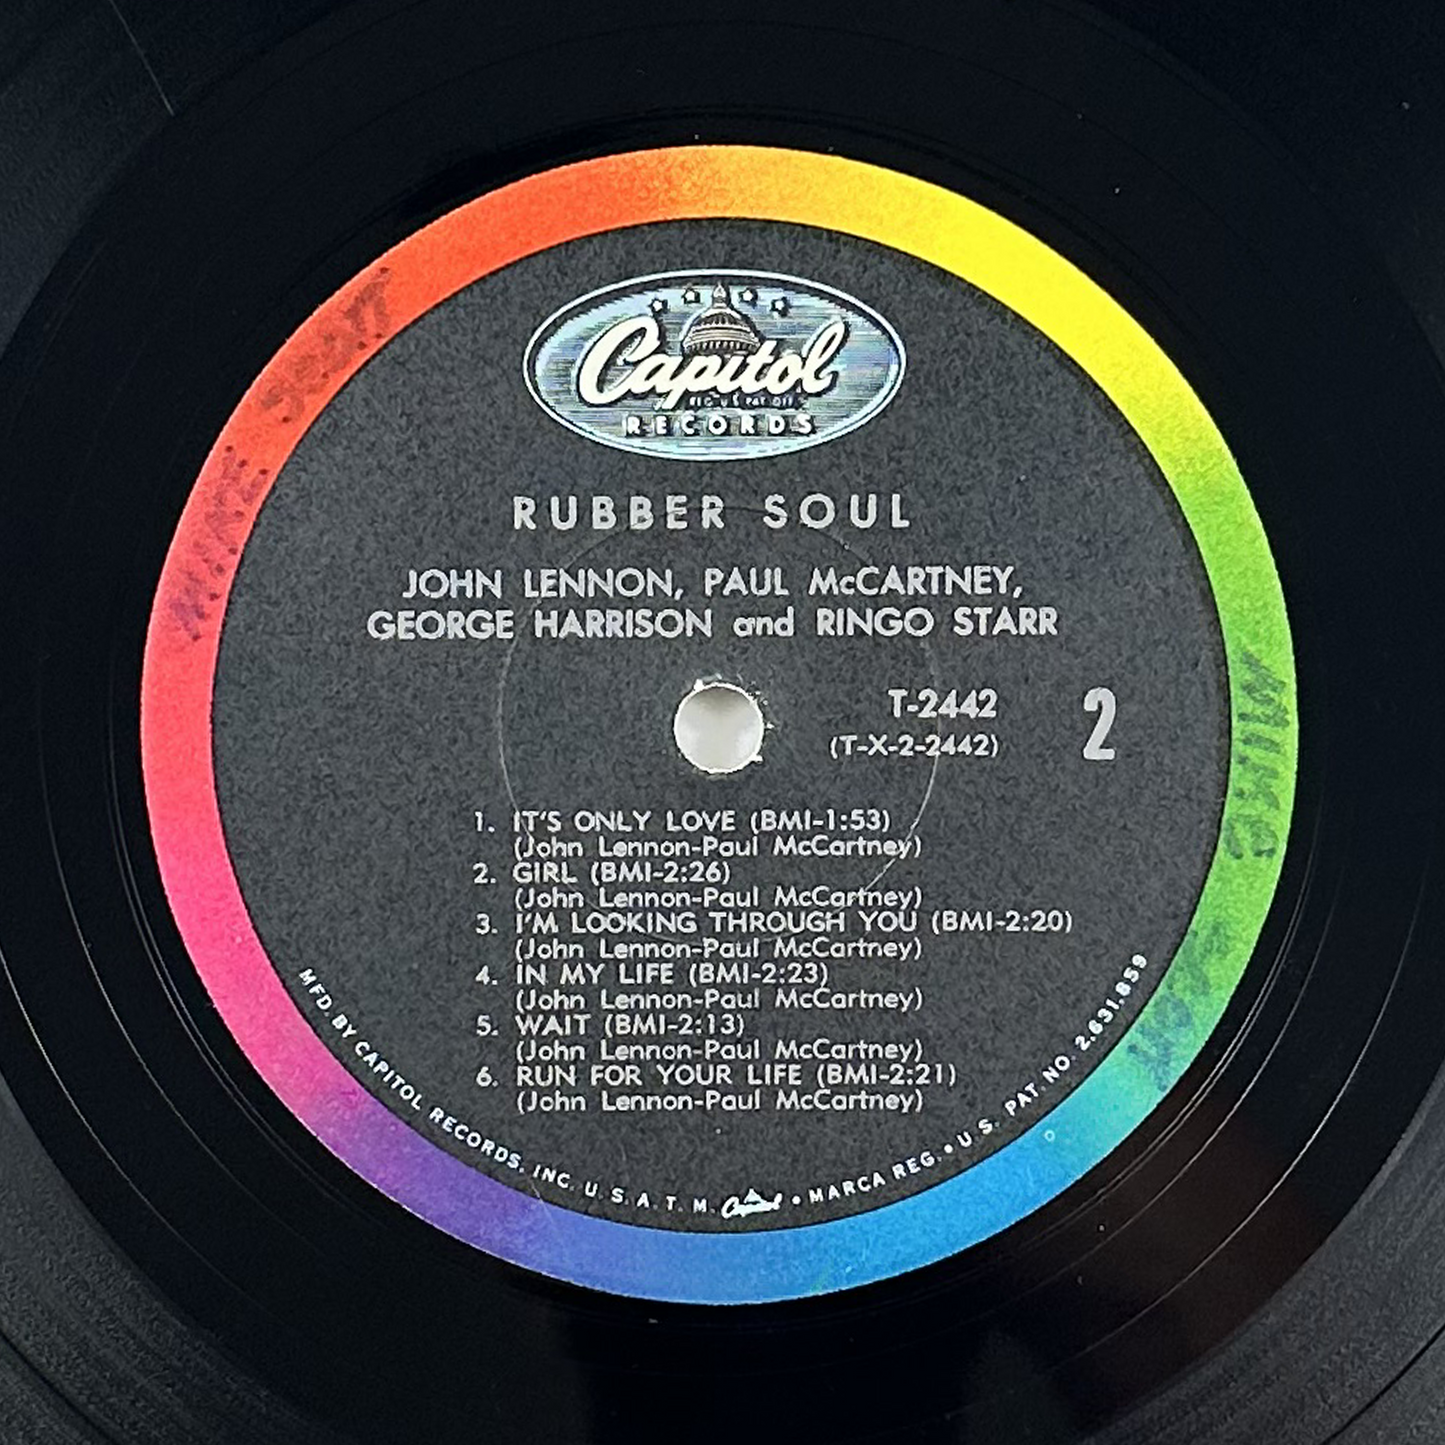 Capitol
REG. U.S. PAT. OFF.
RECORDS
RUBBER SOUL
JOHN LENNON, PAUL McCARTNEY,
GEORGE HARRISON and RINGO STARR
T-2442
(T-X-2-2442)
2
1. IT'S ONLY LOVE (BMI-1:53)
(John Lennon-Paul McCartney)
2. GIRL (BMI-2:26)
(John Lennon-Paul McCartney)
3. I'M LOOKING THROUGH YOU (BMI-2:20)
(John Lennon-Paul McCartney)
4. IN MY LIFE (BMI-2:23)
(John Lennon-Paul McCartney)
5. WAIT (BMI-2:13)
(John Lennon-Paul McCartney)
6. RUN FOR YOUR LIFE (BMI-2:21)
(John Lennon-Paul McCartney)
MFD. BY CAPITOL RECORDS, INC. U.S.A. T.M. Capitol • MARCA REG. • U.S. PAT. NO. 2,631,859